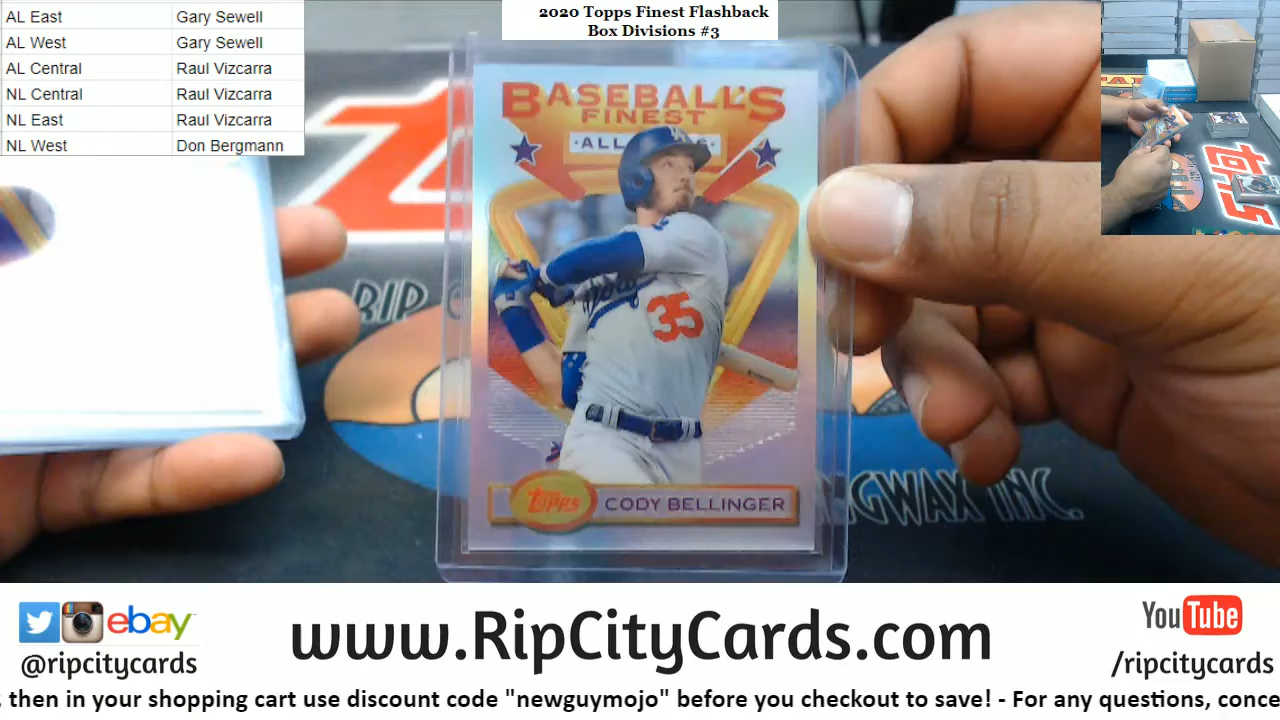 AL East Gary Sewell
AL West Gary Sewell
AL Central Raul Vizcarra
NL Central Raul Vizcarra
NL East Raul Vizcarra
NL West Don Bergmann
2020 Topps Finest Flashback
Box Divisions #3
BASEBALL'S
FINEST
35
TOPPS CODY BELLINGER
RIP
INC.
ebay
@ripcitycards
www.RipCityCards.com
YouTube
/ripcitycards
, then in your shopping cart use discount code "newguymojo" before you checkout to save! - For any questions, conce